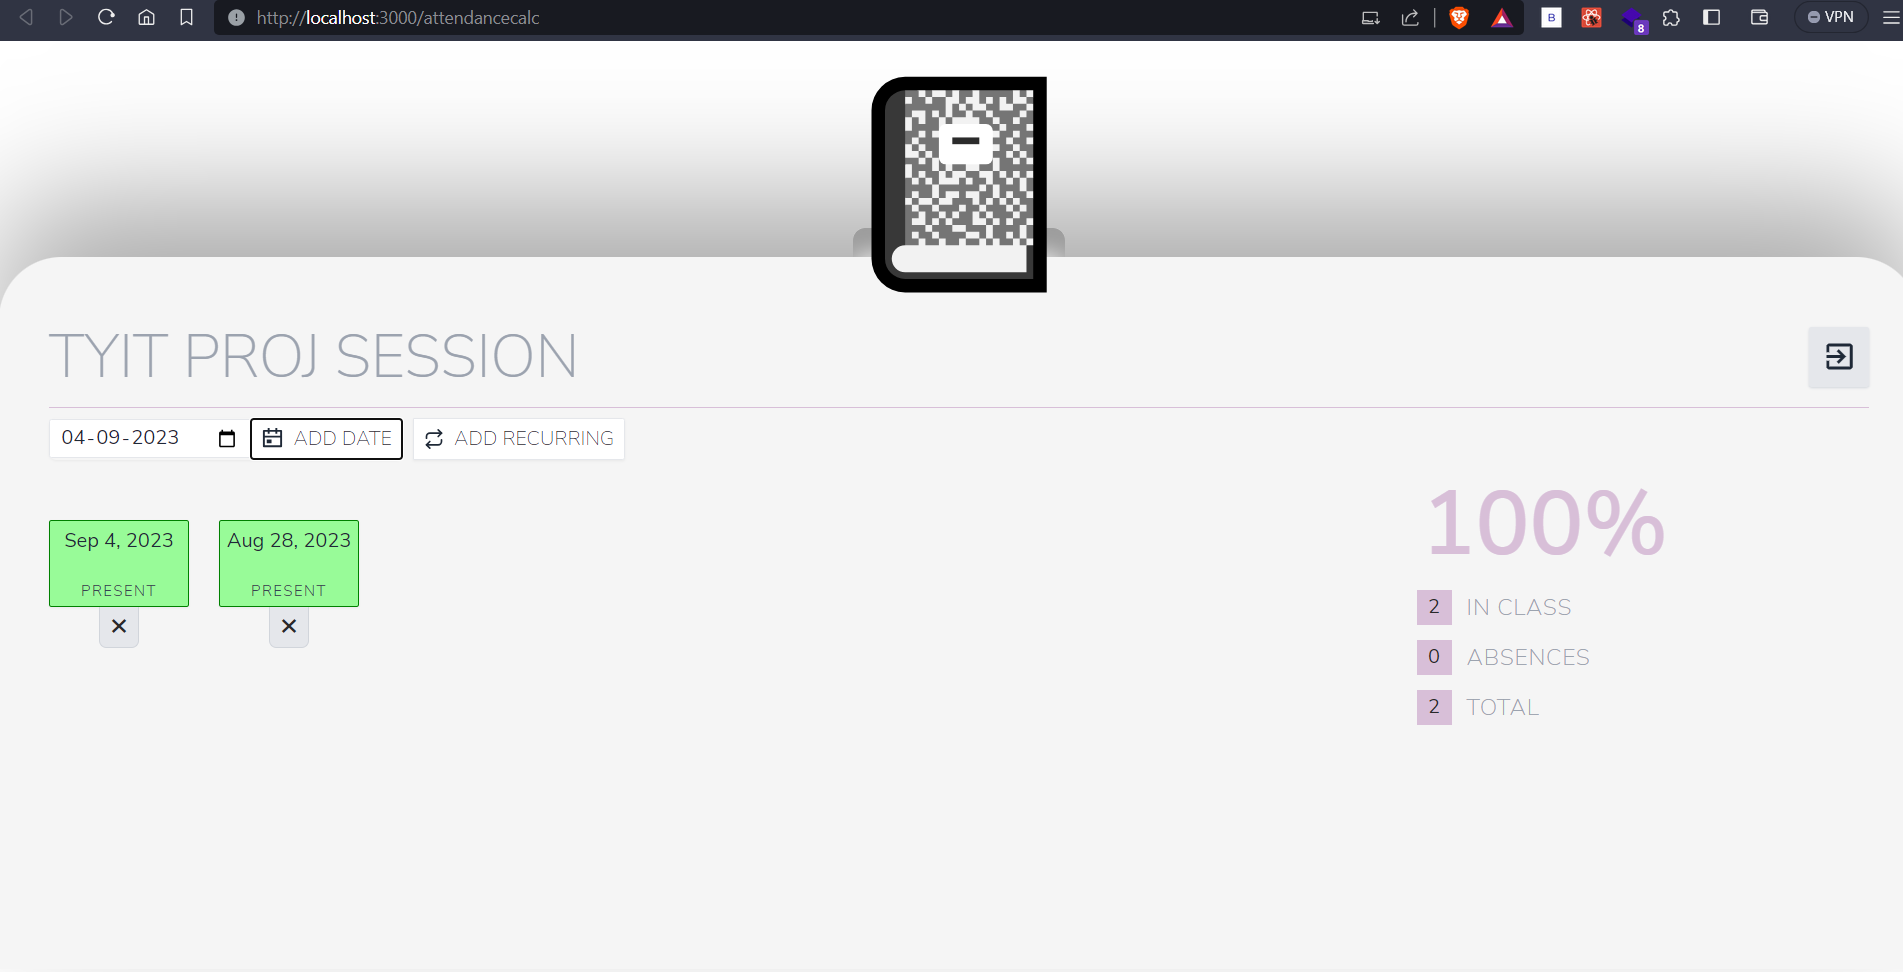 http://localhost:3000/attendancecalc
B
8
VPN
TYIT PROJ SESSION
04-09-2023
ADD DATE
ADD RECURRING
Sep 4, 2023
PRESENT
Aug 28, 2023
PRESENT
100%
2 IN CLASS
0 ABSENCES
2 TOTAL